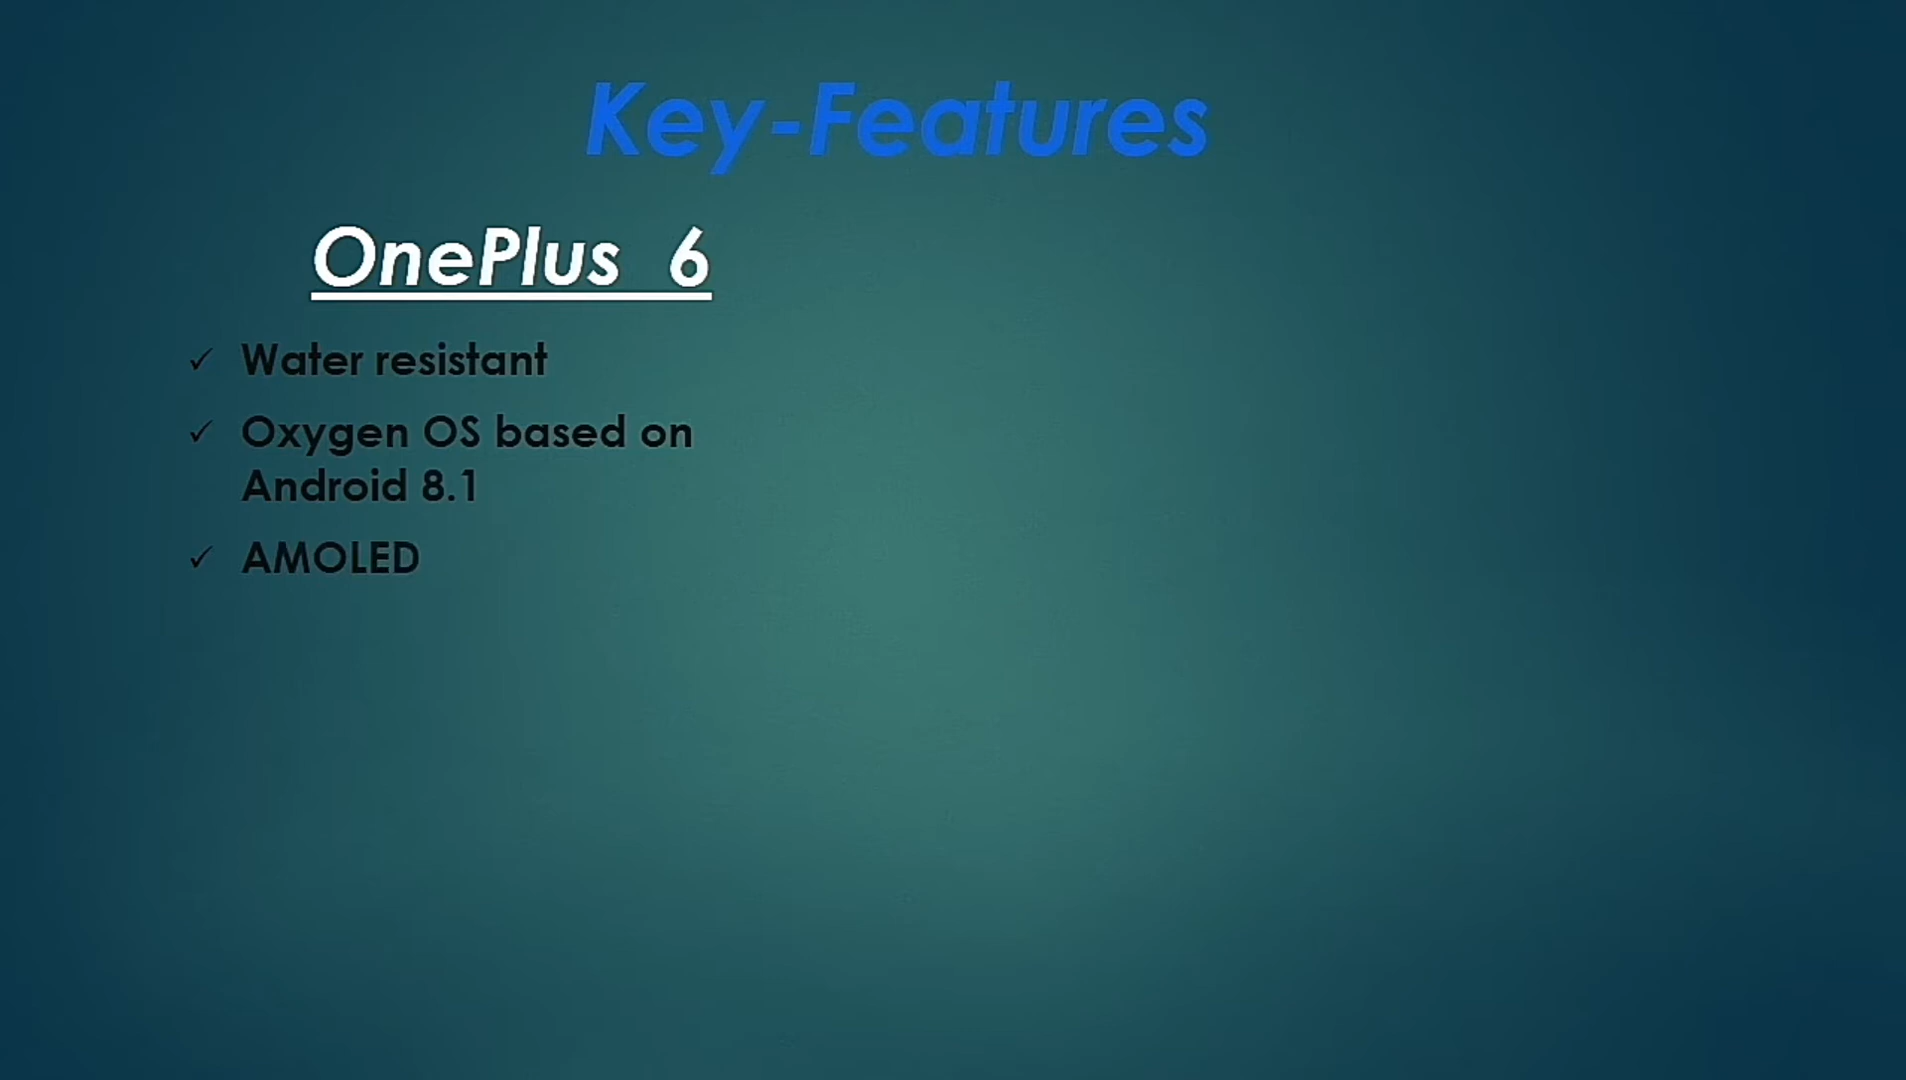 Key-Features
OnePlus 6
✓ Water resistant
✓ Oxygen OS based on
Android 8.1
✓ AMOLED